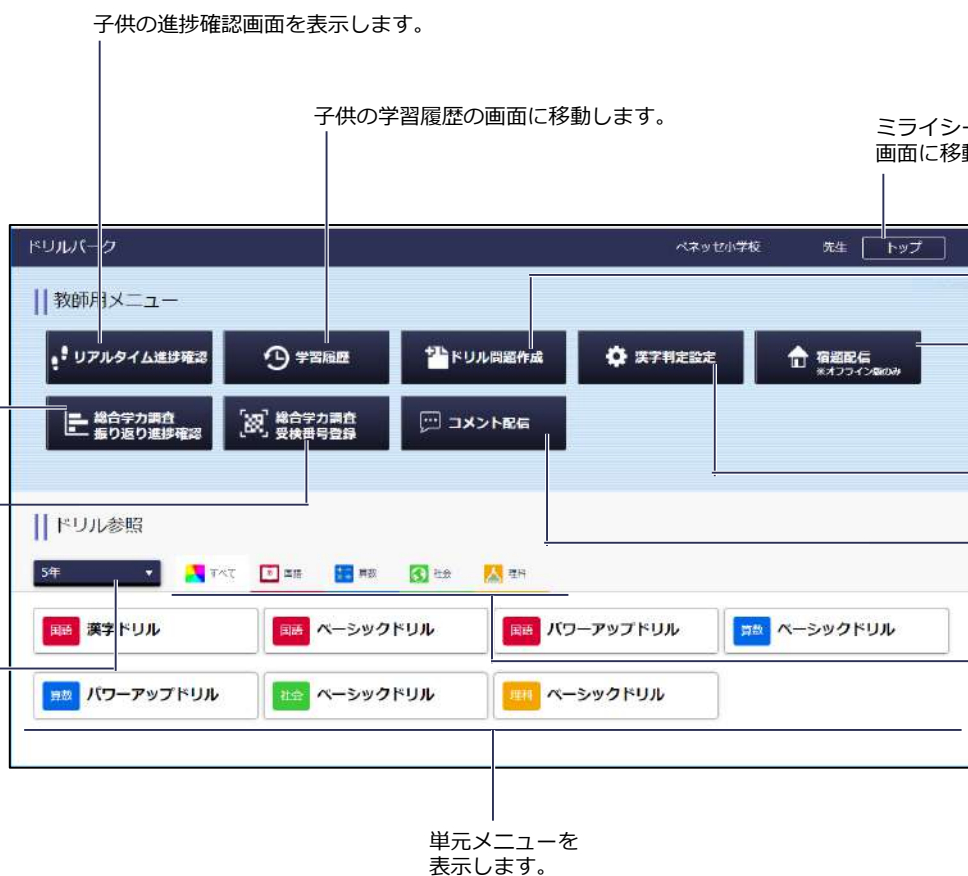 子供の進捗確認画面を表示します。
子供の学習履歴の画面に移動します。
ミライシー
画面に移動
ドリルパーク
ベネッセ小学校 先生 トップ
教師用メニュー
リアルタイム進捗確認 学習履歴 ドリル問題作成 漢字判定設定 宿題配信
※オフライン版のみ
総合学力調査
振り返り進捗確認
総合学力調査
受検番号登録
コメント配信
ドリル参照
5年 すべて 国語 算数 社会 理科
国語 漢字ドリル 国語 ベーシックドリル 国語 パワーアップドリル 算数 ベーシックドリル
算数 パワーアップドリル 社会 ベーシックドリル 理科 ベーシックドリル
単元メニューを
表示します。